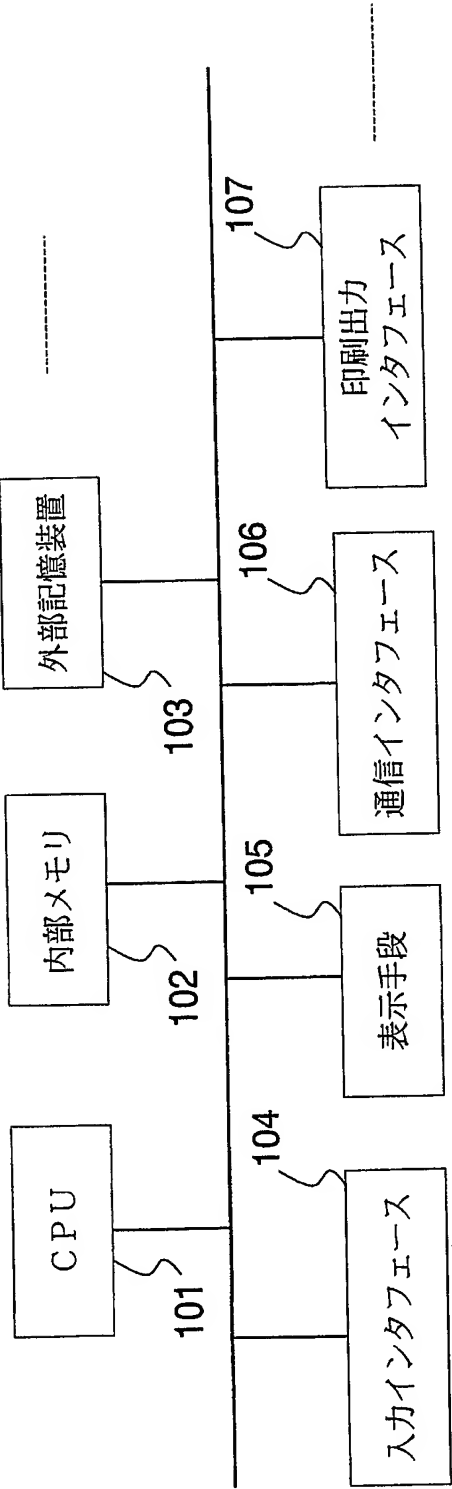 CPU
101
内部メモリ
102
外部記憶装置
103
104
入力インタフェース
105
表示手段
106
通信インタフェース
107
印刷出力
インタフェース